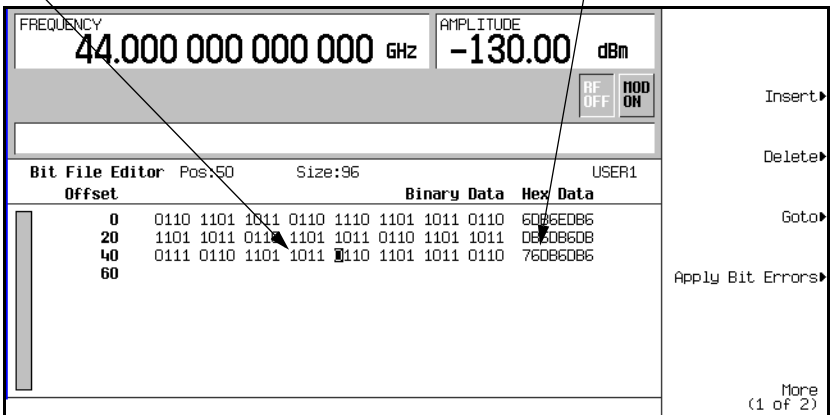 FREQUENCY
44.000 000 000 000 GHz
AMPLITUDE
-130.00 dBm
RF OFF
MOD ON
Insert
Delete
Goto
Apply Bit Errors
More
(1 of 2)
Bit File Editor Pos:50 Size:96 USER1
Offset Binary Data Hex Data
0 0110 1101 1011 0110 1110 1101 1011 0110 6DB6EDB6
20 1101 1011 0110 1101 1011 0110 1101 1011 DB6DB6DB
40 0111 0110 1101 1011 0110 1101 1011 0110 76DB6DB6
60